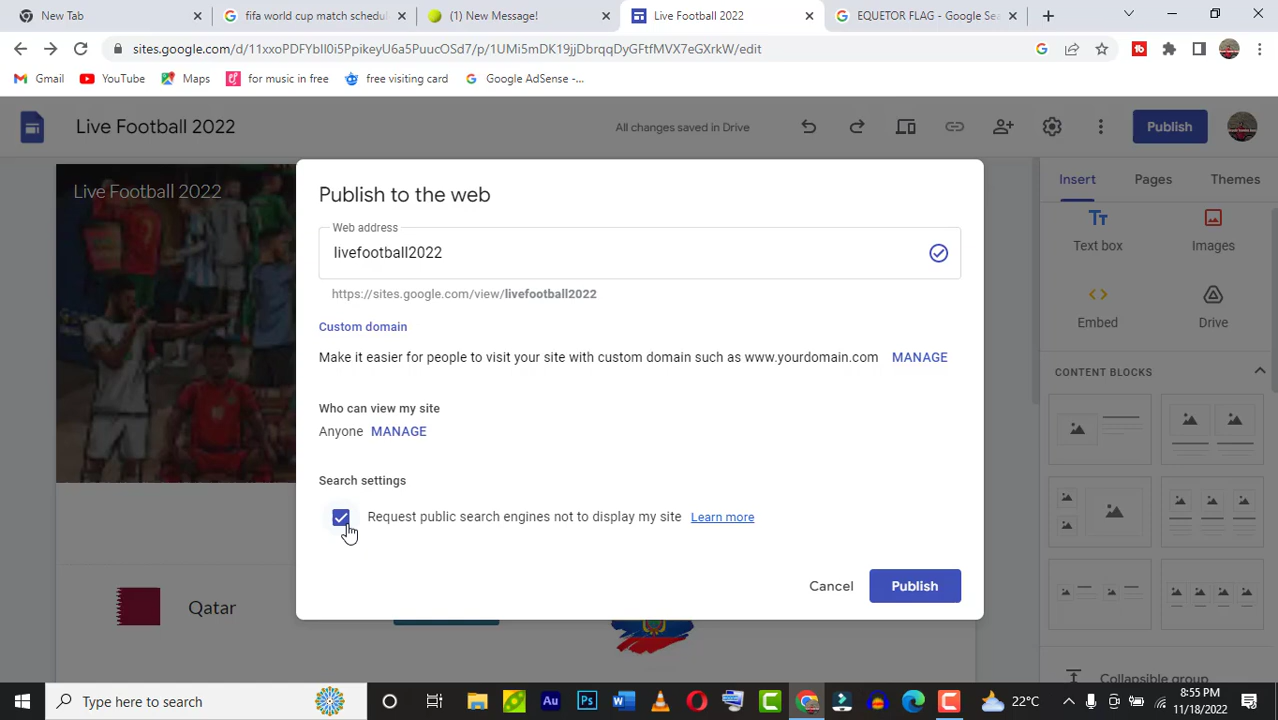 New Tab
fifa world cup match schedul
(1) New Message!
Live Football 2022
EQUETOR FLAG - Google Sea
sites.google.com/d/11xxoPDFYblI0i5PpikeyU6a5PuucOSd7/p/1UMi5mDK19jjDbrqqDyGFtfMVX7eGXrkW/edit
Gmail
YouTube
Maps
for music in free
free visiting card
Google AdSense -...
Live Football 2022
All changes saved in Drive
Publish
Live Football 2022
Publish to the web
Web address
livefootball2022
https://sites.google.com/view/livefootball2022
Custom domain
Make it easier for people to visit your site with custom domain such as www.yourdomain.com MANAGE
Who can view my site
Anyone MANAGE
Search settings
Request public search engines not to display my site Learn more
Cancel
Publish
Insert
Pages
Themes
Text box
Images
Embed
Drive
CONTENT BLOCKS
Collapsible group
Qatar
Type here to search
Au
Ps
22°C
8:55 PM
11/18/2022